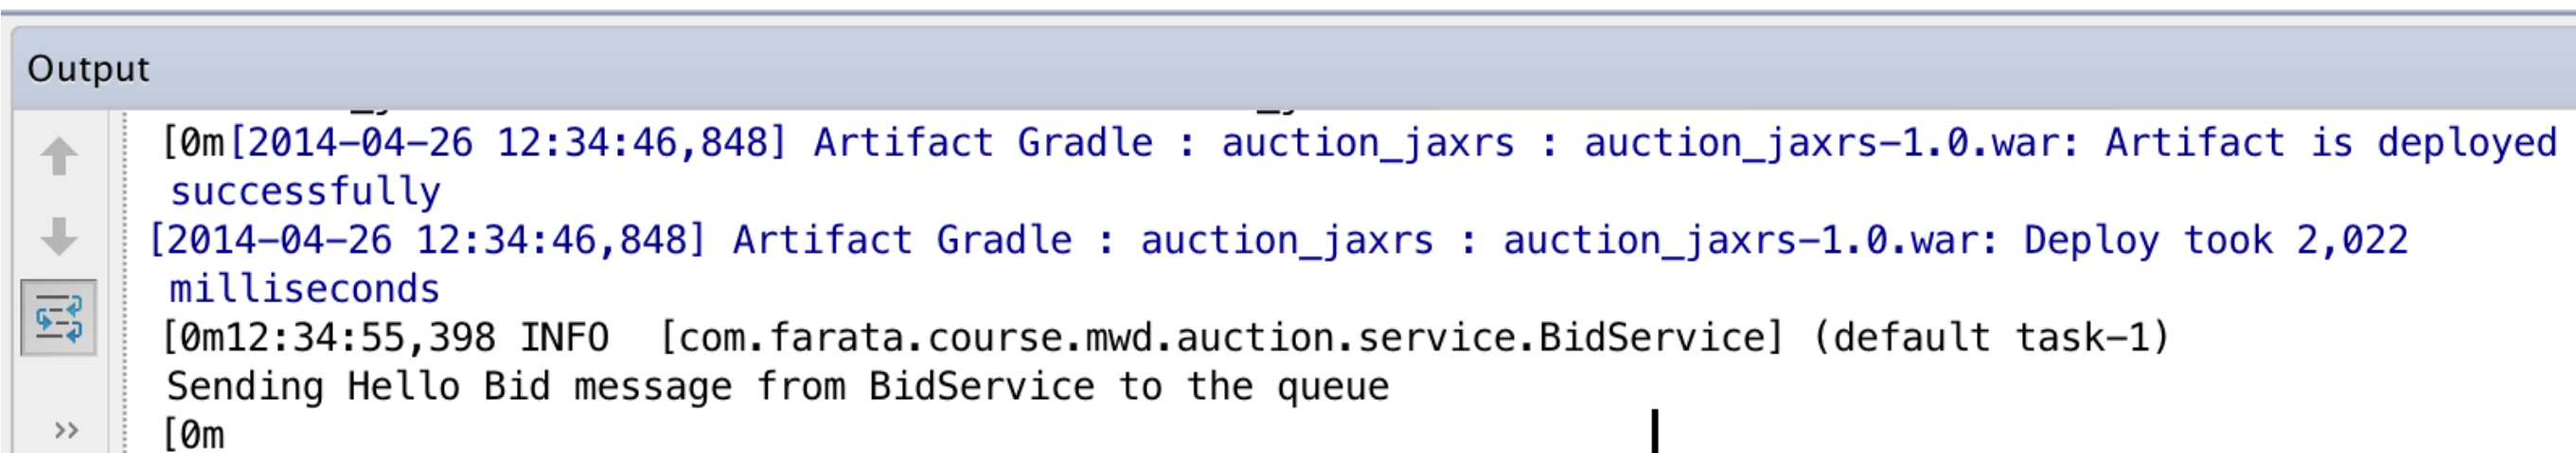 Output
[0m[2014-04-26 12:34:46,848] Artifact Gradle : auction_jaxrs : auction_jaxrs-1.0.war: Artifact is deployed
successfully
[2014-04-26 12:34:46,848] Artifact Gradle : auction_jaxrs : auction_jaxrs-1.0.war: Deploy took 2,022
milliseconds
[0m12:34:55,398 INFO  [com.farata.course.mwd.auction.service.BidService] (default task-1)
Sending Hello Bid message from BidService to the queue
[0m